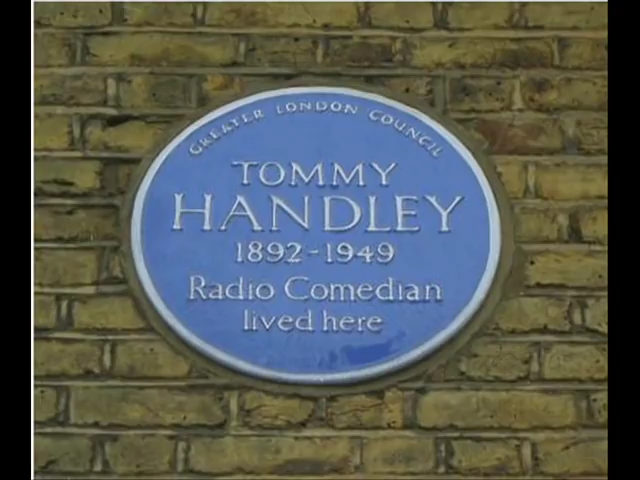 GREATER LONDON COUNCIL
TOMMY
HANDLEY
1892-1949
Radio Comedian
lived here